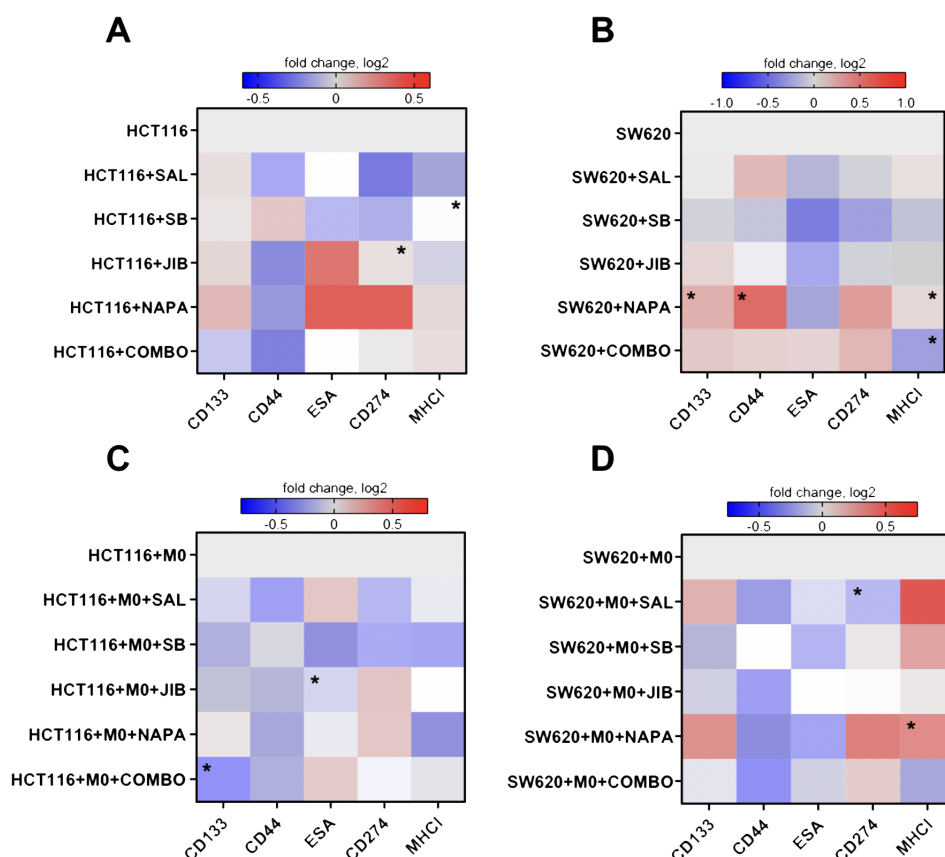 A
fold change, log2
-0.5 0 0.5
HCT116
HCT116+SAL
HCT116+SB
*
HCT116+JIB
*
HCT116+NAPA
HCT116+COMBO
CD133 CD44 ESA CD274 MHCI
B
fold change, log2
-1.0 -0.5 0 0.5 1.0
SW620
SW620+SAL
SW620+SB
SW620+JIB
SW620+NAPA
* * *
SW620+COMBO
*
CD133 CD44 ESA CD274 MHCI
C
fold change, log2
-0.5 0 0.5
HCT116+M0
HCT116+M0+SAL
HCT116+M0+SB
HCT116+M0+JIB
*
HCT116+M0+NAPA
HCT116+M0+COMBO
*
CD133 CD44 ESA CD274 MHCI
D
fold change, log2
-0.5 0 0.5
SW620+M0
SW620+M0+SAL
*
SW620+M0+SB
SW620+M0+JIB
SW620+M0+NAPA
*
SW620+M0+COMBO
CD133 CD44 ESA CD274 MHCI